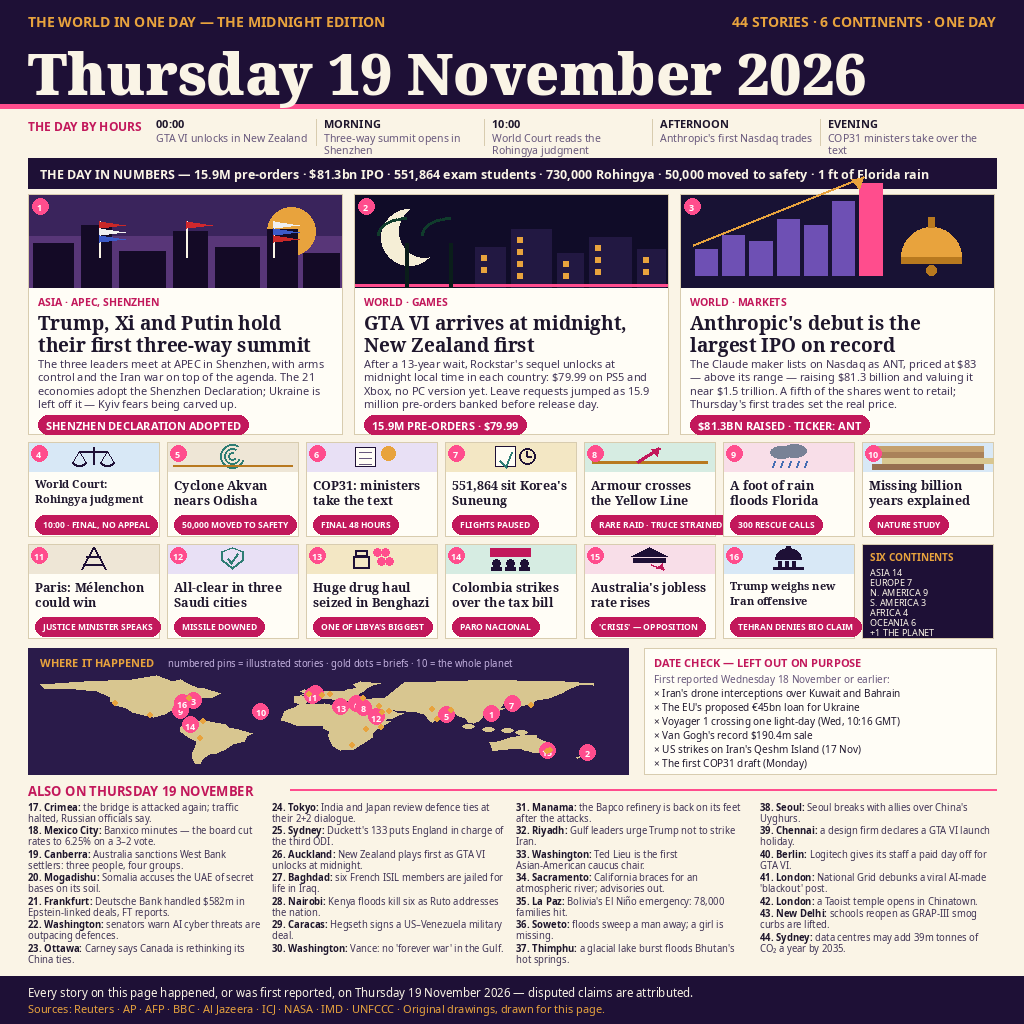 THE WORLD IN ONE DAY — THE MIDNIGHT EDITION
44 STORIES · 6 CONTINENTS · ONE DAY
Thursday 19 November 2026
THE DAY BY HOURS
00:00
GTA VI unlocks in New Zealand
MORNING
Three-way summit opens in
Shenzhen
10:00
World Court reads the
Rohingya judgment
AFTERNOON
Anthropic's first Nasdaq trades
EVENING
COP31 ministers take over the
text
THE DAY IN NUMBERS — 15.9M pre-orders · $81.3bn IPO · 551,864 exam students · 730,000 Rohingya · 50,000 moved to safety · 1 ft of Florida rain
1
ASIA · APEC, SHENZHEN
Trump, Xi and Putin hold
their first three-way summit
The three leaders meet at APEC in Shenzhen, with arms
control and the Iran war on top of the agenda. The 21
economies adopt the Shenzhen Declaration; Ukraine is
left off it — Kyiv fears being carved up.
SHENZHEN DECLARATION ADOPTED
2
WORLD · GAMES
GTA VI arrives at midnight,
New Zealand first
After a 13-year wait, Rockstar's sequel unlocks at
midnight local time in each country: $79.99 on PS5 and
Xbox, no PC version yet. Leave requests jumped as 15.9
million pre-orders banked before release day.
15.9M PRE-ORDERS · $79.99
3
WORLD · MARKETS
Anthropic's debut is the
largest IPO on record
The Claude maker lists on Nasdaq as ANT, priced at $83
— above its range — raising $81.3 billion and valuing it
near $1.5 trillion. A fifth of the shares went to retail;
Thursday's first trades set the real price.
$81.3BN RAISED · TICKER: ANT
4
World Court:
Rohingya judgment
10:00 · FINAL, NO APPEAL
5
Cyclone Akvan
nears Odisha
50,000 MOVED TO SAFETY
6
COP31: ministers
take the text
FINAL 48 HOURS
7
551,864 sit Korea's
Suneung
FLIGHTS PAUSED
8
Armour crosses
the Yellow Line
RARE RAID · TRUCE STRAINED
9
A foot of rain
floods Florida
300 RESCUE CALLS
10
Missing billion
years explained
NATURE STUDY
11
Paris: Mélenchon
could win
JUSTICE MINISTER SPEAKS
12
All-clear in three
Saudi cities
MISSILE DOWNED
13
Huge drug haul
seized in Benghazi
ONE OF LIBYA'S BIGGEST
14
Colombia strikes
over the tax bill
PARO NACIONAL
15
Australia's jobless
rate rises
'CRISIS' — OPPOSITION
16
Trump weighs new
Iran offensive
TEHRAN DENIES BIO CLAIM
SIX CONTINENTS
ASIA 14
EUROPE 7
N. AMERICA 9
S. AMERICA 3
AFRICA 4
OCEANIA 6
+1 THE PLANET
WHERE IT HAPPENED
numbered pins = illustrated stories · gold dots = briefs · 10 = the whole planet
16
3
9
14
10
11
13
8
12
5
1
7
2
DATE CHECK — LEFT OUT ON PURPOSE
First reported Wednesday 18 November or earlier:
× Iran's drone interceptions over Kuwait and Bahrain
× The EU's proposed €45bn loan for Ukraine
× Voyager 1 crossing one light-day (Wed, 10:16 GMT)
× Van Gogh's record $190.4m sale
× US strikes on Iran's Qeshm Island (17 Nov)
× The first COP31 draft (Monday)
ALSO ON THURSDAY 19 NOVEMBER
17. Crimea: the bridge is attacked again; traffic
halted, Russian officials say.
18. Mexico City: Banxico minutes — the board cut
rates to 6.25% on a 3–2 vote.
19. Canberra: Australia sanctions West Bank
settlers: three people, four groups.
20. Mogadishu: Somalia accuses the UAE of secret
bases on its soil.
21. Frankfurt: Deutsche Bank handled $582m in
Epstein-linked deals, FT reports.
22. Washington: senators warn AI cyber threats are
outpacing defences.
23. Ottawa: Carney says Canada is rethinking its
China ties.
24. Tokyo: India and Japan review defence ties at
their 2+2 dialogue.
25. Sydney: Duckett's 133 puts England in charge of
the third ODI.
26. Auckland: New Zealand plays first as GTA VI
unlocks at midnight.
27. Baghdad: six French ISIL members are jailed for
life in Iraq.
28. Nairobi: Kenya floods kill six as Ruto addresses
the nation.
29. Caracas: Hegseth signs a US–Venezuela military
deal.
30. Washington: Vance: no 'forever war' in the Gulf.
31. Manama: the Bapco refinery is back on its feet
after the attacks.
32. Riyadh: Gulf leaders urge Trump not to strike
Iran.
33. Washington: Ted Lieu is the first
Asian-American caucus chair.
34. Sacramento: California braces for an
atmospheric river; advisories out.
35. La Paz: Bolivia's El Niño emergency: 78,000
families hit.
36. Soweto: floods sweep a man away; a girl is
missing.
37. Thimphu: a glacial lake burst floods Bhutan's
hot springs.
38. Seoul: Seoul breaks with allies over China's
Uyghurs.
39. Chennai: a design firm declares a GTA VI launch
holiday.
40. Berlin: Logitech gives its staff a paid day off for
GTA VI.
41. London: National Grid debunks a viral AI-made
'blackout' post.
42. London: a Taoist temple opens in Chinatown.
43. New Delhi: schools reopen as GRAP-III smog
curbs are lifted.
44. Sydney: data centres may add 39m tonnes of
CO₂ a year by 2035.
Every story on this page happened, or was first reported, on Thursday 19 November 2026 — disputed claims are attributed.
Sources: Reuters · AP · AFP · BBC · Al Jazeera · ICJ · NASA · IMD · UNFCCC · Original drawings, drawn for this page.